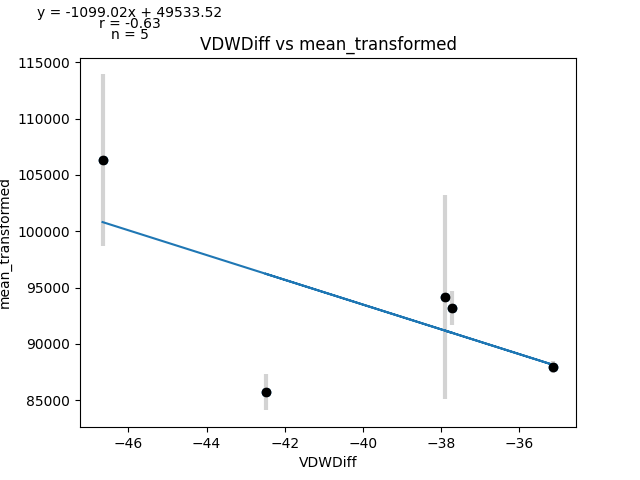 y = -1099.02x + 49533.52
r = -0.63
n = 5
VDWDiff vs mean_transformed
115000
110000
105000
100000
95000
90000
85000
mean_transformed
−46
−44
−42
−40
−38
−36
VDWDiff